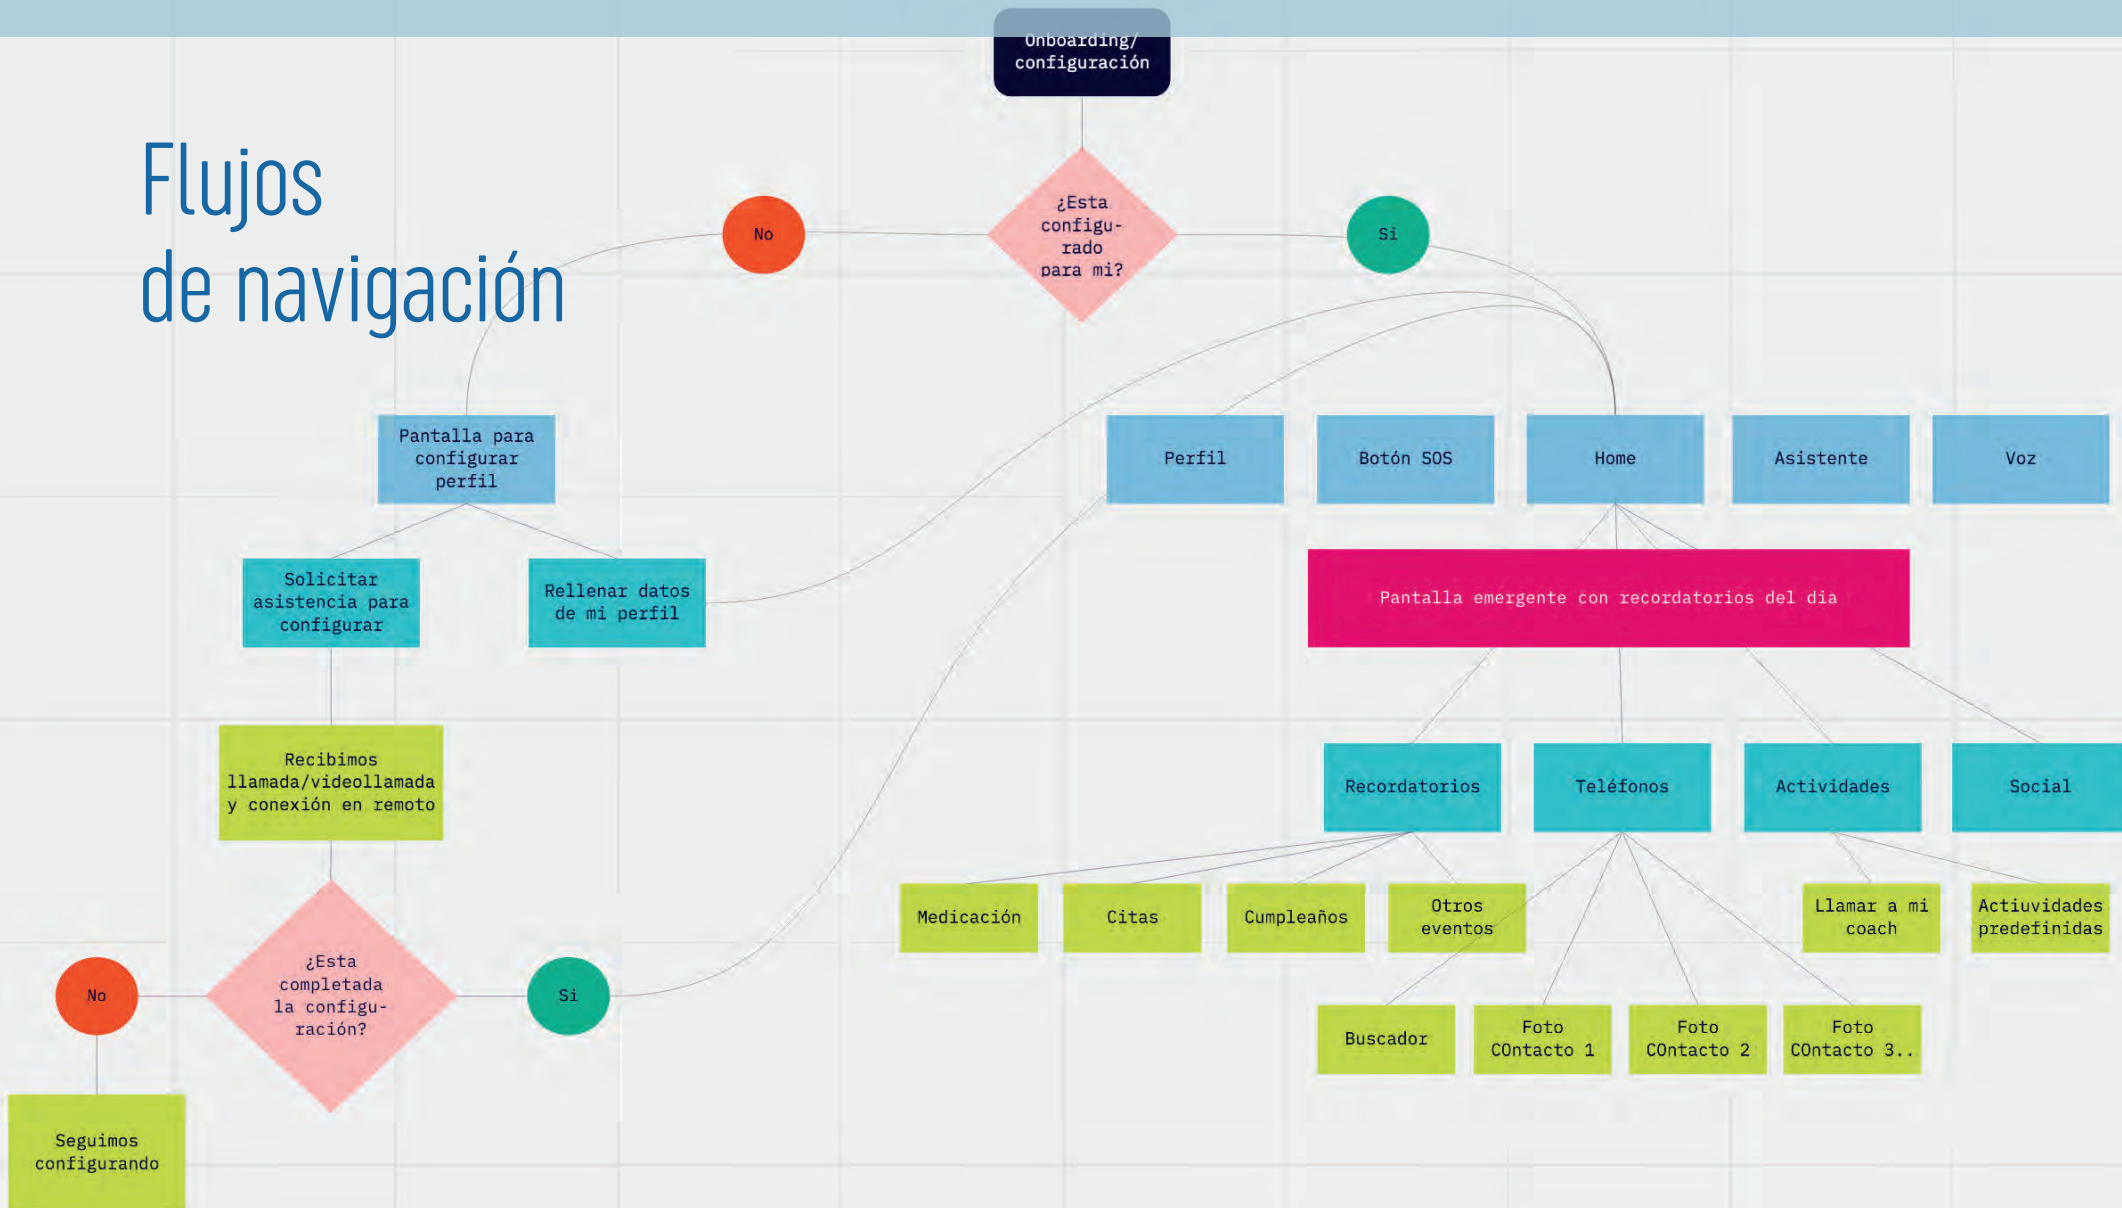 Onboarding/
configuración
Flujos
de navigación
No
¿Esta
configu-
rado
para mi?
Si
Pantalla para
configurar
perfil
Perfil
Botón SOS
Home
Asistente
Voz
Solicitar
asistencia para
configurar
Rellenar datos
de mi perfil
Pantalla emergente con recordatorios del dia
Recibimos
llamada/videollamada
y conexión en remoto
Recordatorios
Teléfonos
Actividades
Social
Medicación
Citas
Cumpleaños
Otros
eventos
Llamar a mi
coach
Actiuvidades
predefinidas
No
¿Esta
completada
la configu-
ración?
Si
Buscador
Foto
COntacto 1
Foto
COntacto 2
Foto
COntacto 3..
Seguimos
configurando